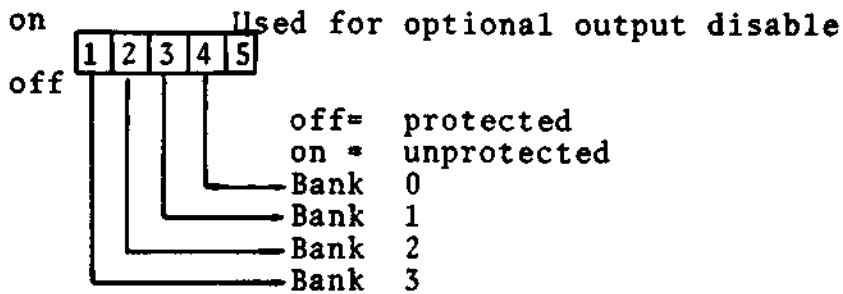 on Used for optional output disable
1 2 3 4 5
off
off= protected
on = unprotected
Bank 0
Bank 1
Bank 2
Bank 3